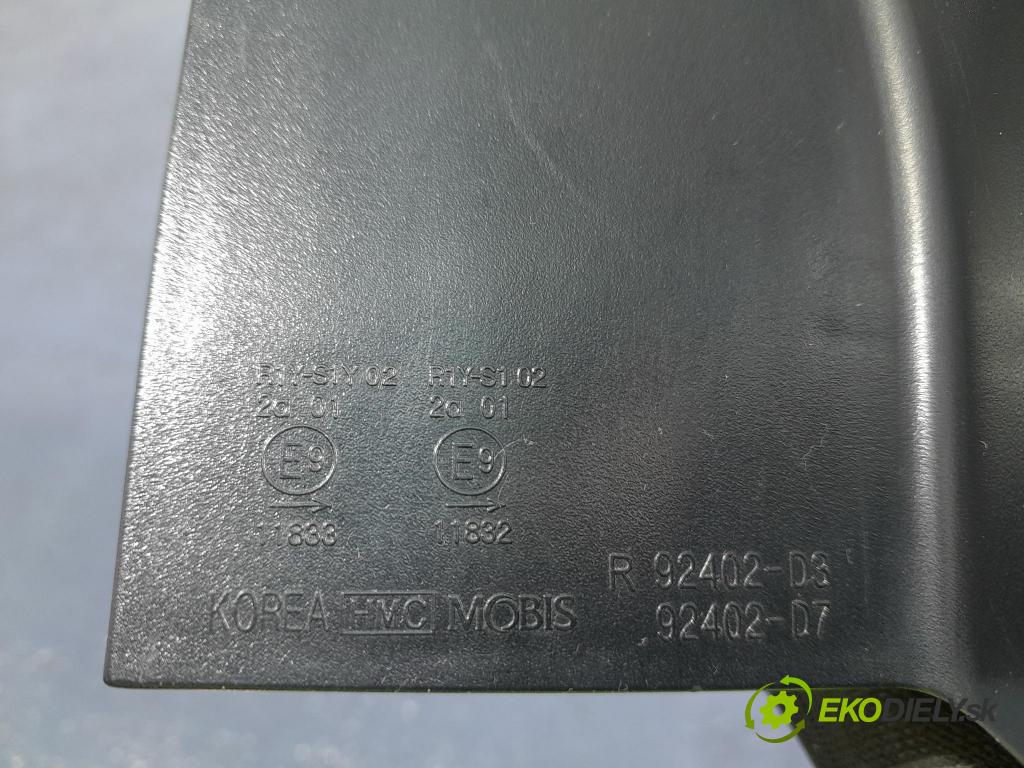 R1Y-S1Y 02 R1Y-S1 02
2a 01 2a 01
E9 E9
11833 11832
R 92402-D3
KOREA HMC MOBIS 92402-D7
EKODIELY.sk